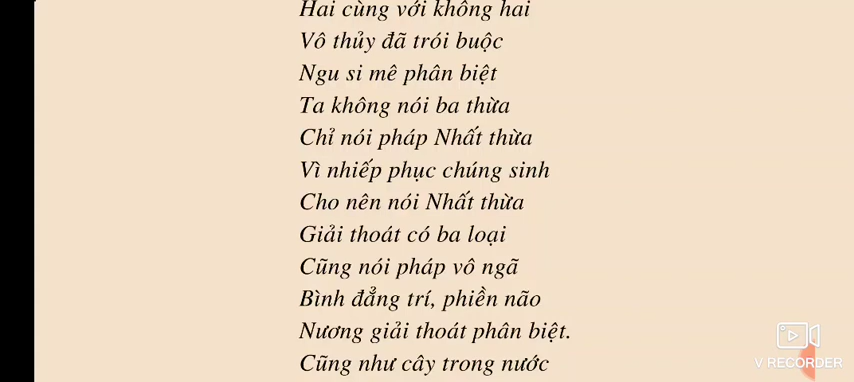 Hai cùng với không hai
Vô thủy đã trói buộc
Ngu si mê phân biệt
Ta không nói ba thừa
Chỉ nói pháp Nhất thừa
Vì nhiếp phục chúng sinh
Cho nên nói Nhất thừa
Giải thoát có ba loại
Cũng nói pháp vô ngã
Bình đẳng trí, phiền não
Nương giải thoát phân biệt.
Cũng như cây trong nước
V RECORDER